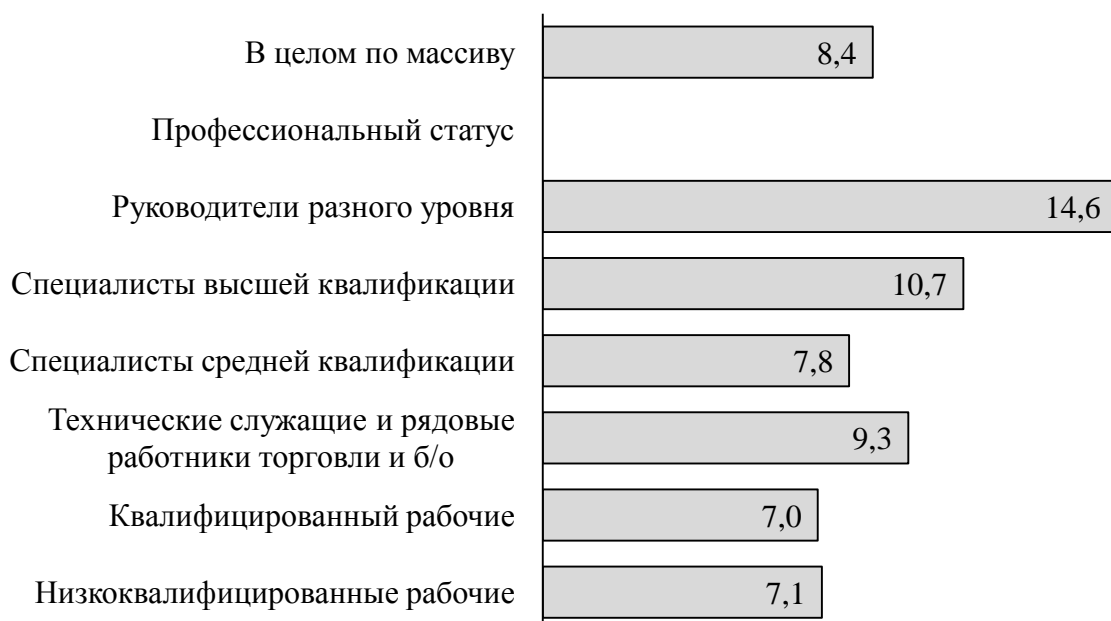 В целом по массиву 8,4
Профессиональный статус
Руководители разного уровня 14,6
Специалисты высшей квалификации 10,7
Специалисты средней квалификации 7,8
Технические служащие и рядовые
работники торговли и б/о 9,3
Квалифицированный рабочие 7,0
Низкоквалифицированные рабочие 7,1